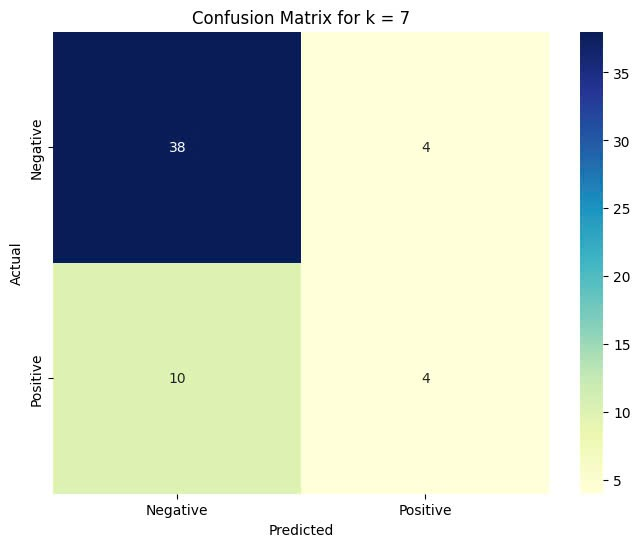 Confusion Matrix for k = 7
Actual
Negative
Positive
38
4
10
4
Negative
Positive
Predicted
35
30
25
20
15
10
5